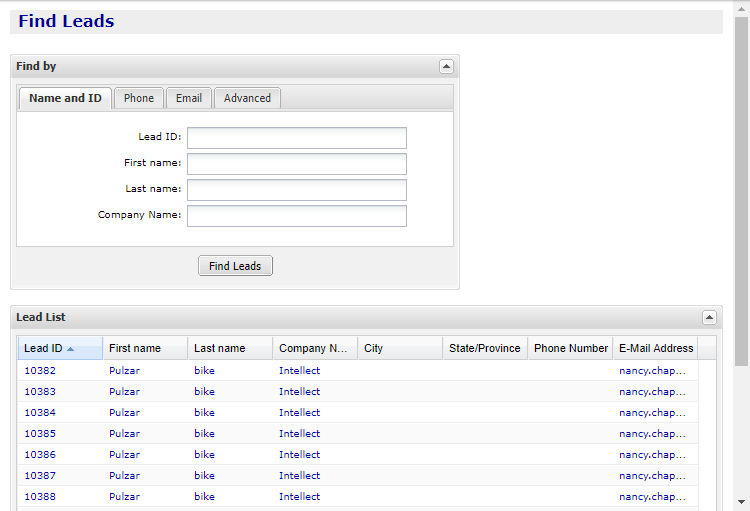 Find Leads
Find by
Name and ID Phone Email Advanced
Lead ID:
First name:
Last name:
Company Name:
Find Leads
Lead List
Lead ID First name Last name Company N... City State/Province Phone Number E-Mail Address
10382 Pulzar bike Intellect nancy.chap...
10383 Pulzar bike Intellect nancy.chap...
10384 Pulzar bike Intellect nancy.chap...
10385 Pulzar bike Intellect nancy.chap...
10386 Pulzar bike Intellect nancy.chap...
10387 Pulzar bike Intellect nancy.chap...
10388 Pulzar bike Intellect nancy.chap...